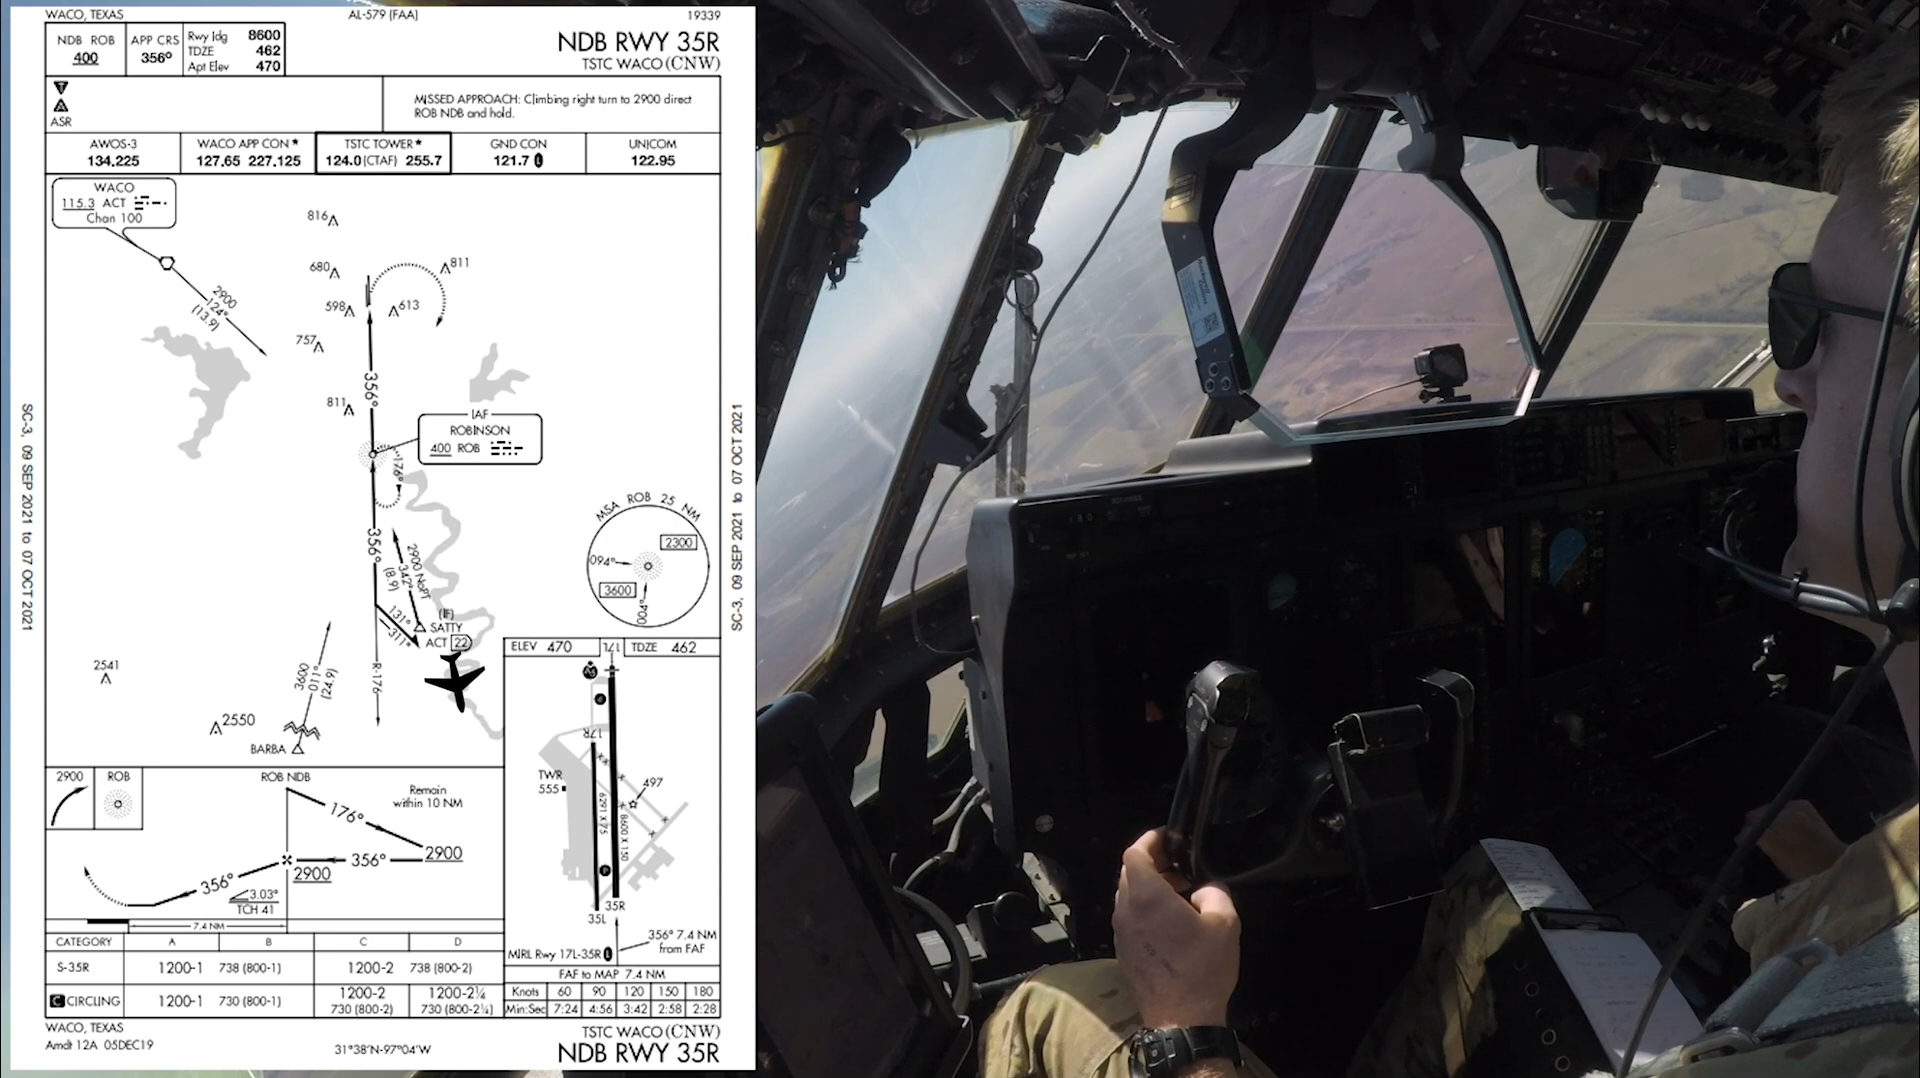 WACO, TEXAS
AL-579 (FAA)
19339
NDB ROB
400
APP CRS
356°
Rwy ldg 8600
TDZE 462
Apt Elev 470
NDB RWY 35R
TSTC WACO (CNW)
T
A
ASR
MISSED APPROACH: Climbing right turn to 2900 direct
ROB NDB and hold.
AWOS-3
134.225
WACO APP CON*
127.65 227.125
TSTC TOWER*
124.0 (CTAF) 255.7
GND CON
121.7 L
UNICOM
122.95
WACO
115.3 ACT
Chan 100
2900
124°
(13.9)
816
680
598
757
811
811
613
356°
IAF
ROBINSON
400 ROB
176°
356°
2900 NoPT
342°
(8.9)
131°
311°
(IF)
SATTY
ACT 22
R-176
MSA ROB 25 NM
2300
094°
3600
004°
2541
2550
3600
011°
(24.9)
BARBA
SC-3, 09 SEP 2021 to 07 OCT 2021
SC-3, 09 SEP 2021 to 07 OCT 2021
ELEV 470
17L
TDZE 462
17R
TWR
555
497
6291 X 75
8600 X 150
35R
35L
356° 7.4 NM
from FAF
MIRL Rwy 17L-35R L
FAF to MAP 7.4 NM
Knots 60 90 120 150 180
Min:Sec 7:24 4:56 3:42 2:58 2:28
2900
ROB
ROB NDB
Remain
within 10 NM
176°
2900
356°
2900
356°
3.03°
TCH 41
7.4 NM
CATEGORY A B C D
S-35R 1200-1 738 (800-1) 1200-2 738 (800-2)
C CIRCLING 1200-1 730 (800-1) 1200-2 730 (800-2) 1200-2¼ 730 (800-2¼)
WACO, TEXAS
Amdt 12A 05DEC19
31°38'N-97°04'W
TSTC WACO (CNW)
NDB RWY 35R